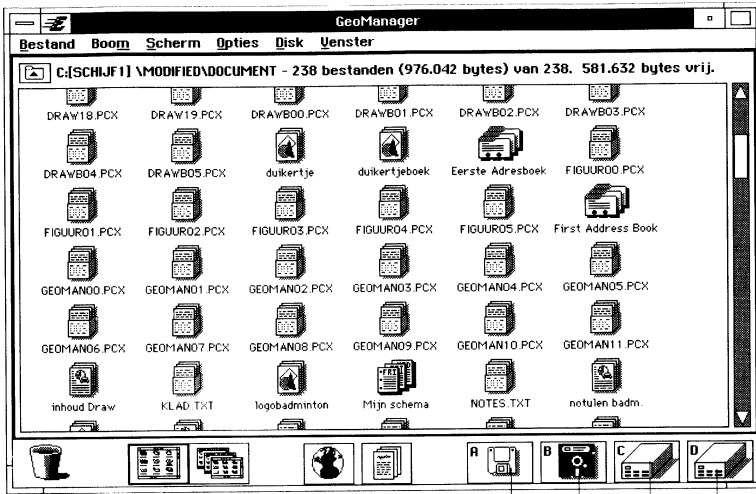 GeoManager
Bestand Boom Scherm Opties Disk Venster
C:[SCHIJF1] \MODIFIED\DOCUMENT - 238 bestanden (976.042 bytes) van 238. 581.632 bytes vrij.
DRAW18.PCX DRAW19.PCX DRAWB00.PCX DRAWB01.PCX DRAWB02.PCX DRAWB03.PCX
DRAWB04.PCX DRAWB05.PCX duikertje duikertjeboek Eerste Adresboek FIGUUR00.PCX
FIGUUR01.PCX FIGUUR02.PCX FIGUUR03.PCX FIGUUR04.PCX FIGUUR05.PCX First Address Book
GEOMAN00.PCX GEOMAN01.PCX GEOMAN02.PCX GEOMAN03.PCX GEOMAN04.PCX GEOMAN05.PCX
GEOMAN06.PCX GEOMAN07.PCX GEOMAN08.PCX GEOMAN09.PCX GEOMAN10.PCX GEOMAN11.PCX
FRI
inhoud Draw KLAD.TXT logobadminton Mijn schema NOTES.TXT notulen badm.
A B C D